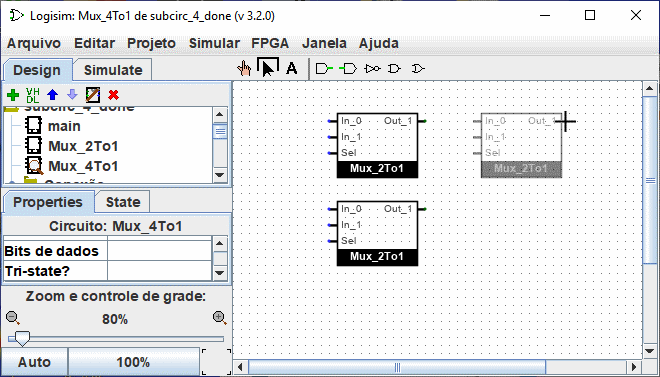 Logisim: Mux_4To1 de subcirc_4_done (v 3.2.0)
Arquivo Editar Projeto Simular FPGA Janela Ajuda
Design Simulate
A
VH
DL
subcirc_4_done
main
Mux_2To1
Mux_4To1
Conexão
Properties State
Circuito: Mux_4To1
Bits de dados
Tri-state?
Zoom e controle de grade:
80%
Auto 100%
In_0 Out_1
In_1
Sel
Mux_2To1
In_0 Out_1
In_1
Sel
Mux_2To1
In_0 Out_1
In_1
Sel
Mux_2To1